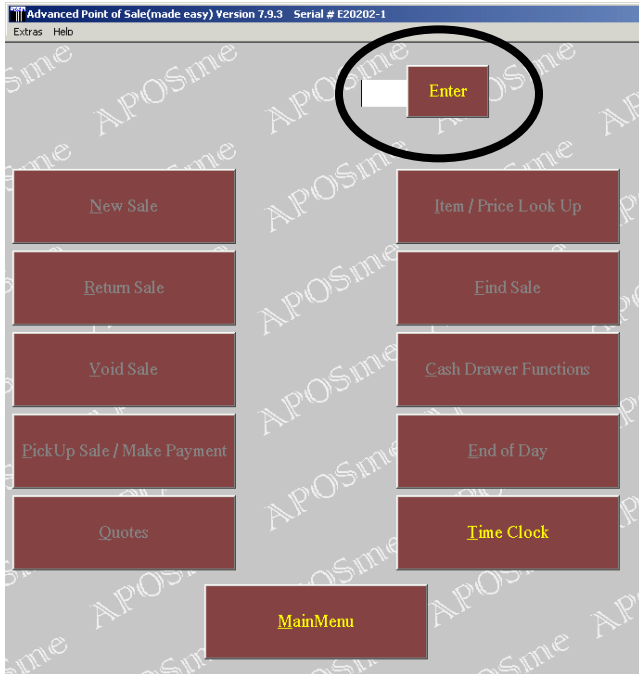 Advanced Point of Sale(made easy) Version 7.9.3 Serial # E20202-1
Extras Help
Enter
New Sale
Item / Price Look Up
Return Sale
Find Sale
Void Sale
Cash Drawer Functions
PickUp Sale / Make Payment
End of Day
Quotes
Time Clock
MainMenu
APOSme